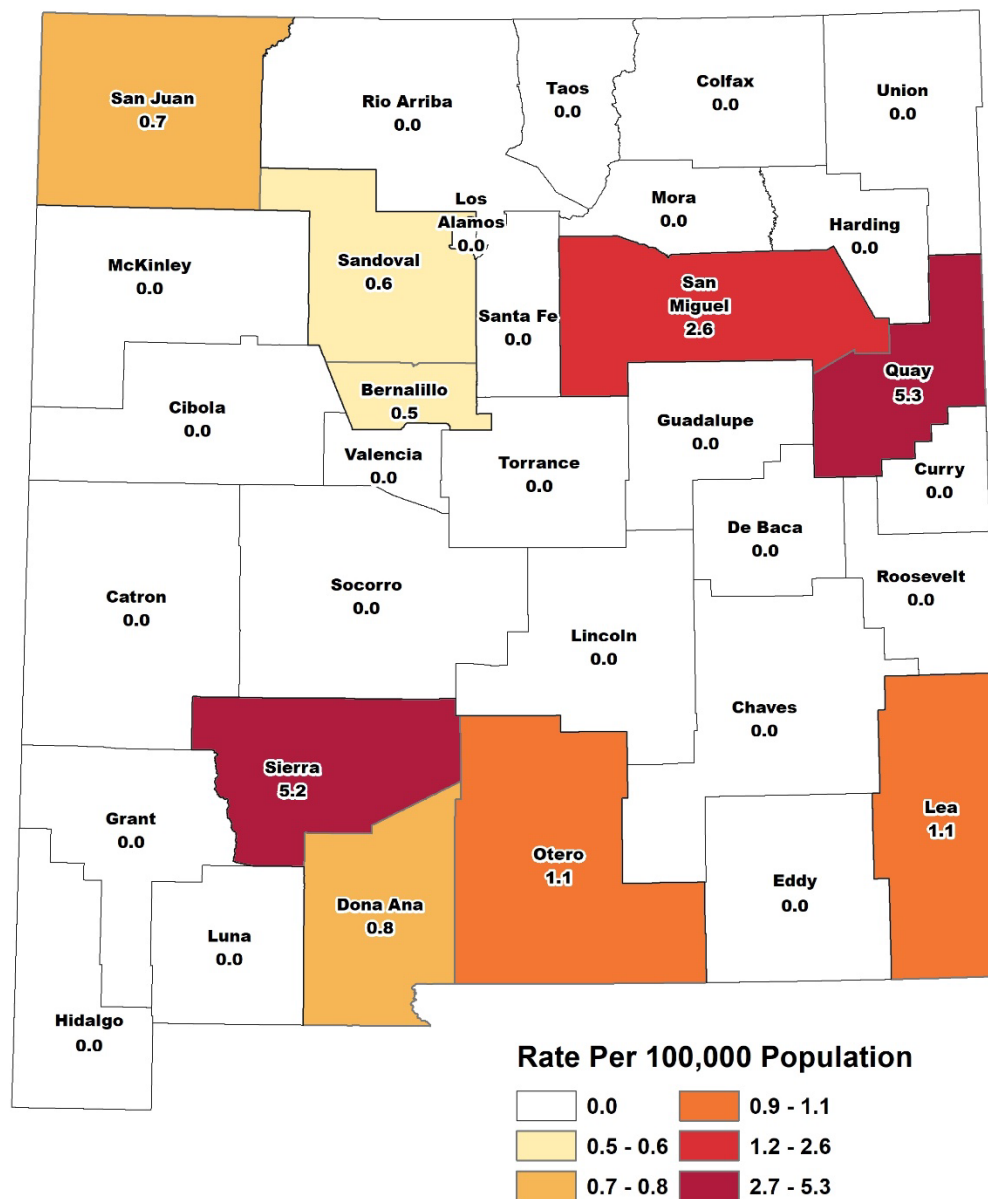 San Juan
0.7
Rio Arriba
0.0
Taos
0.0
Colfax
0.0
Union
0.0
Los
Alamos
0.0
Mora
0.0
Harding
0.0
McKinley
0.0
Sandoval
0.6
Santa Fe
0.0
San
Miguel
2.6
Quay
5.3
Bernalillo
0.5
Cibola
0.0
Guadalupe
0.0
Valencia
0.0
Torrance
0.0
Curry
0.0
De Baca
0.0
Roosevelt
0.0
Catron
0.0
Socorro
0.0
Lincoln
0.0
Chaves
0.0
Sierra
5.2
Grant
0.0
Lea
1.1
Otero
1.1
Eddy
0.0
Dona Ana
0.8
Luna
0.0
Hidalgo
0.0
Rate Per 100,000 Population
0.0
0.5 - 0.6
0.7 - 0.8
0.9 - 1.1
1.2 - 2.6
2.7 - 5.3